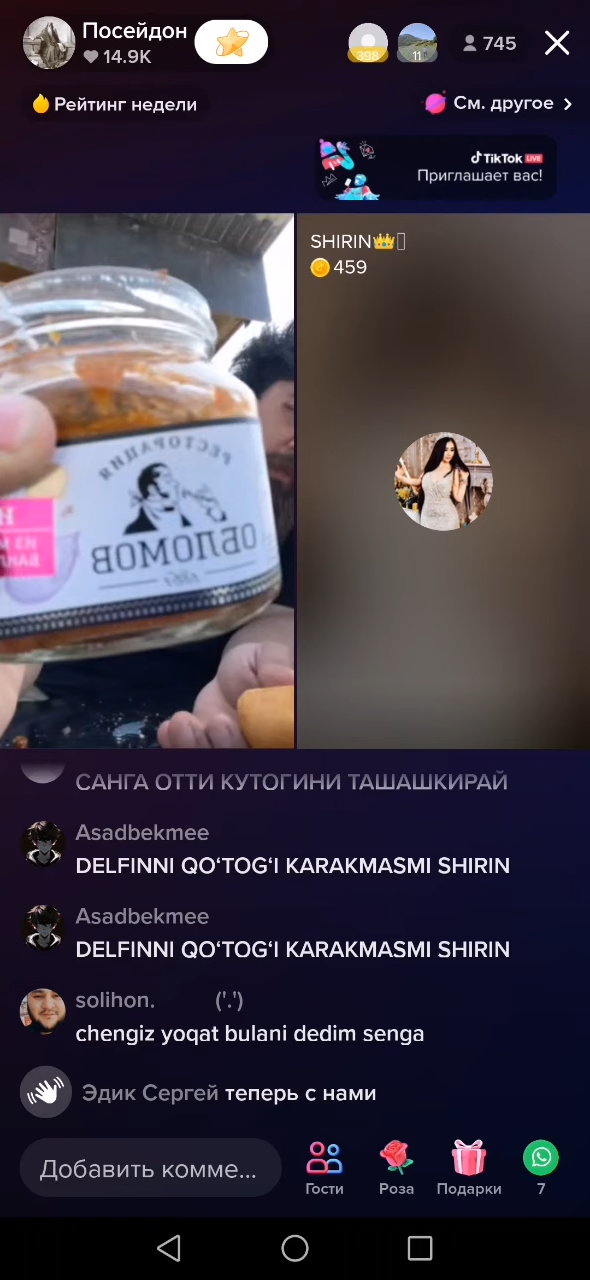 Посейдон
14.9K
398
11
745
Рейтинг недели
См. другое
TikTok LIVE
Приглашает вас!
SHIRIN
459
РЕСТОРАЦИЯ
ОБЛОМОВ
САНГА ОТТИ КУТОГИНИ ТАШАШКИРАЙ
Asadbekmee
DELFINNI QO‘TOG‘I KARAKMASMI SHIRIN
Asadbekmee
DELFINNI QO‘TOG‘I KARAKMASMI SHIRIN
solihon. ('.')
chengiz yoqat bulani dedim senga
Эдик Сергей теперь с нами
Добавить комме...
Гости
Роза
Подарки
7